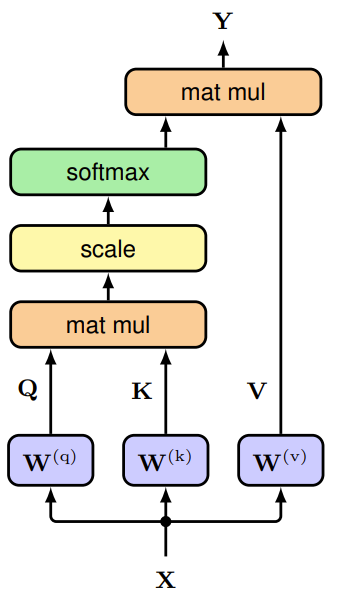 Y
mat mul
softmax
scale
mat mul
Q K V
W^(q) W^(k) W^(v)
X